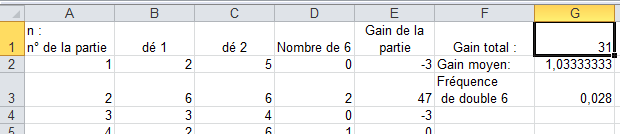 A B C D E F G
n :
Gain de la
1 n° de la partie dé 1 dé 2 Nombre de 6 partie Gain total : 31
2 1 2 5 0 -3 Gain moyen: 1,03333333
Fréquence
3 2 6 6 2 47 de double 6 0,028
4 3 3 4 0 -3
5 4 2 6 1 0